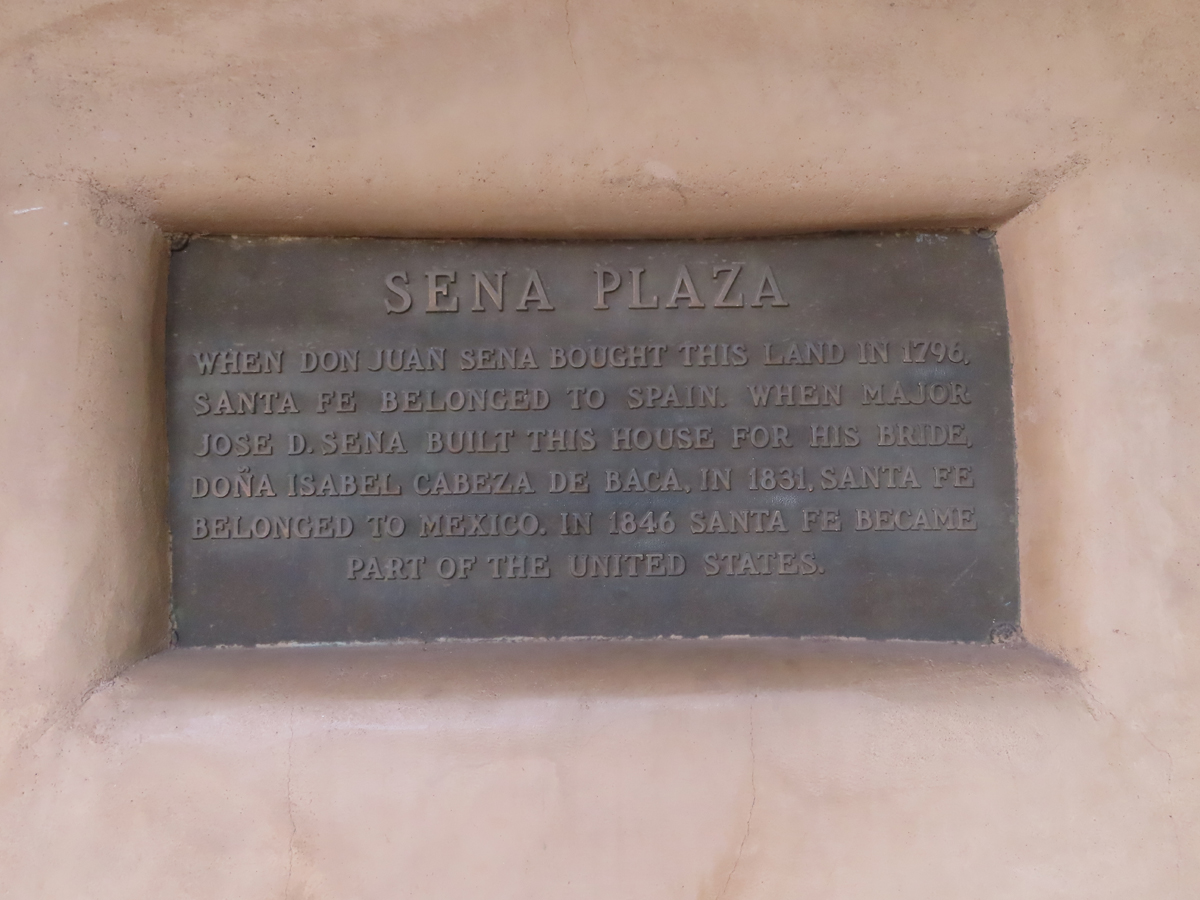 SENA PLAZA
WHEN DON JUAN SENA BOUGHT THIS LAND IN 1796,
SANTA FE BELONGED TO SPAIN. WHEN MAJOR
JOSE D. SENA BUILT THIS HOUSE FOR HIS BRIDE,
DOÑA ISABEL CABEZA DE BACA, IN 1831, SANTA FE
BELONGED TO MEXICO. IN 1846 SANTA FE BECAME
PART OF THE UNITED STATES.